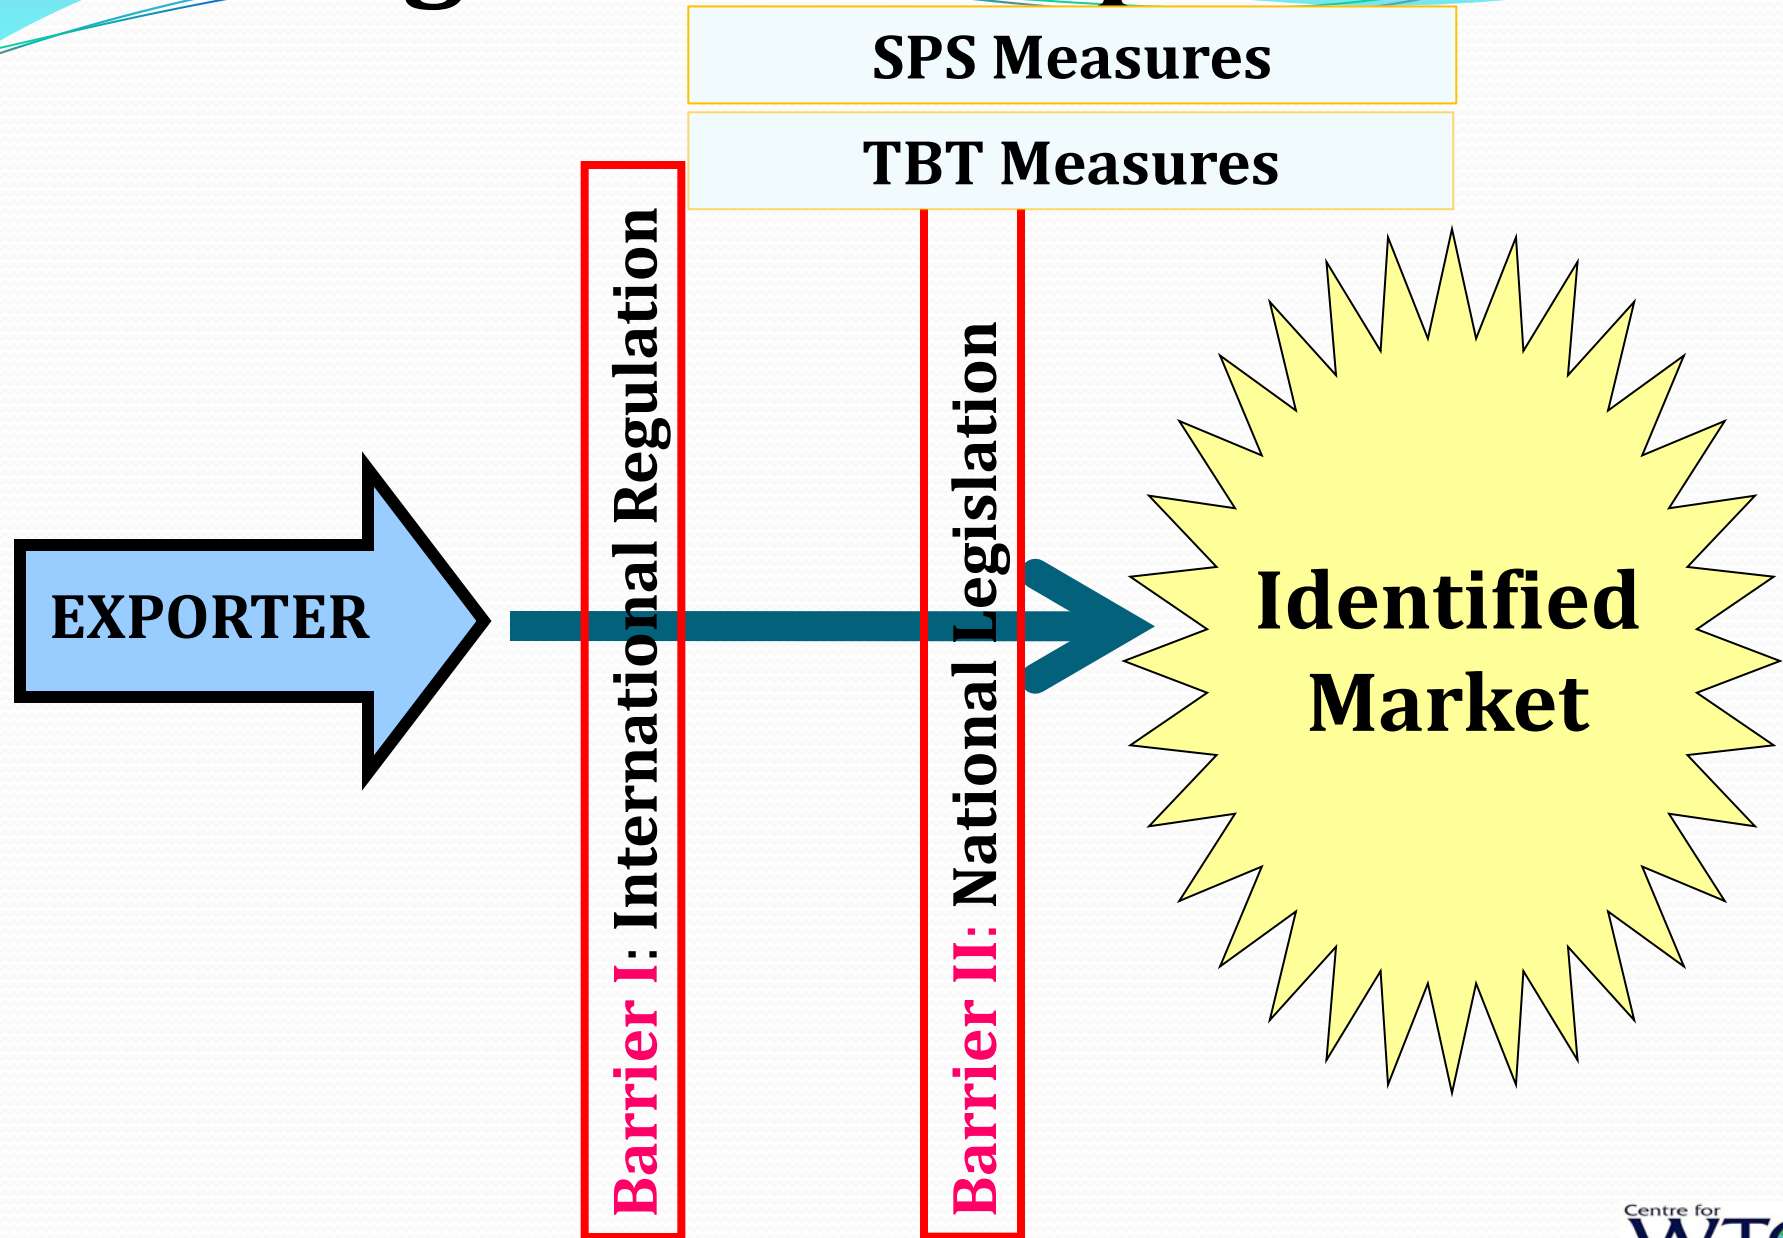 SPS Measures
TBT Measures
EXPORTER
Barrier I: International Regulation
Barrier II: National Legislation
Identified
Market
Centre for